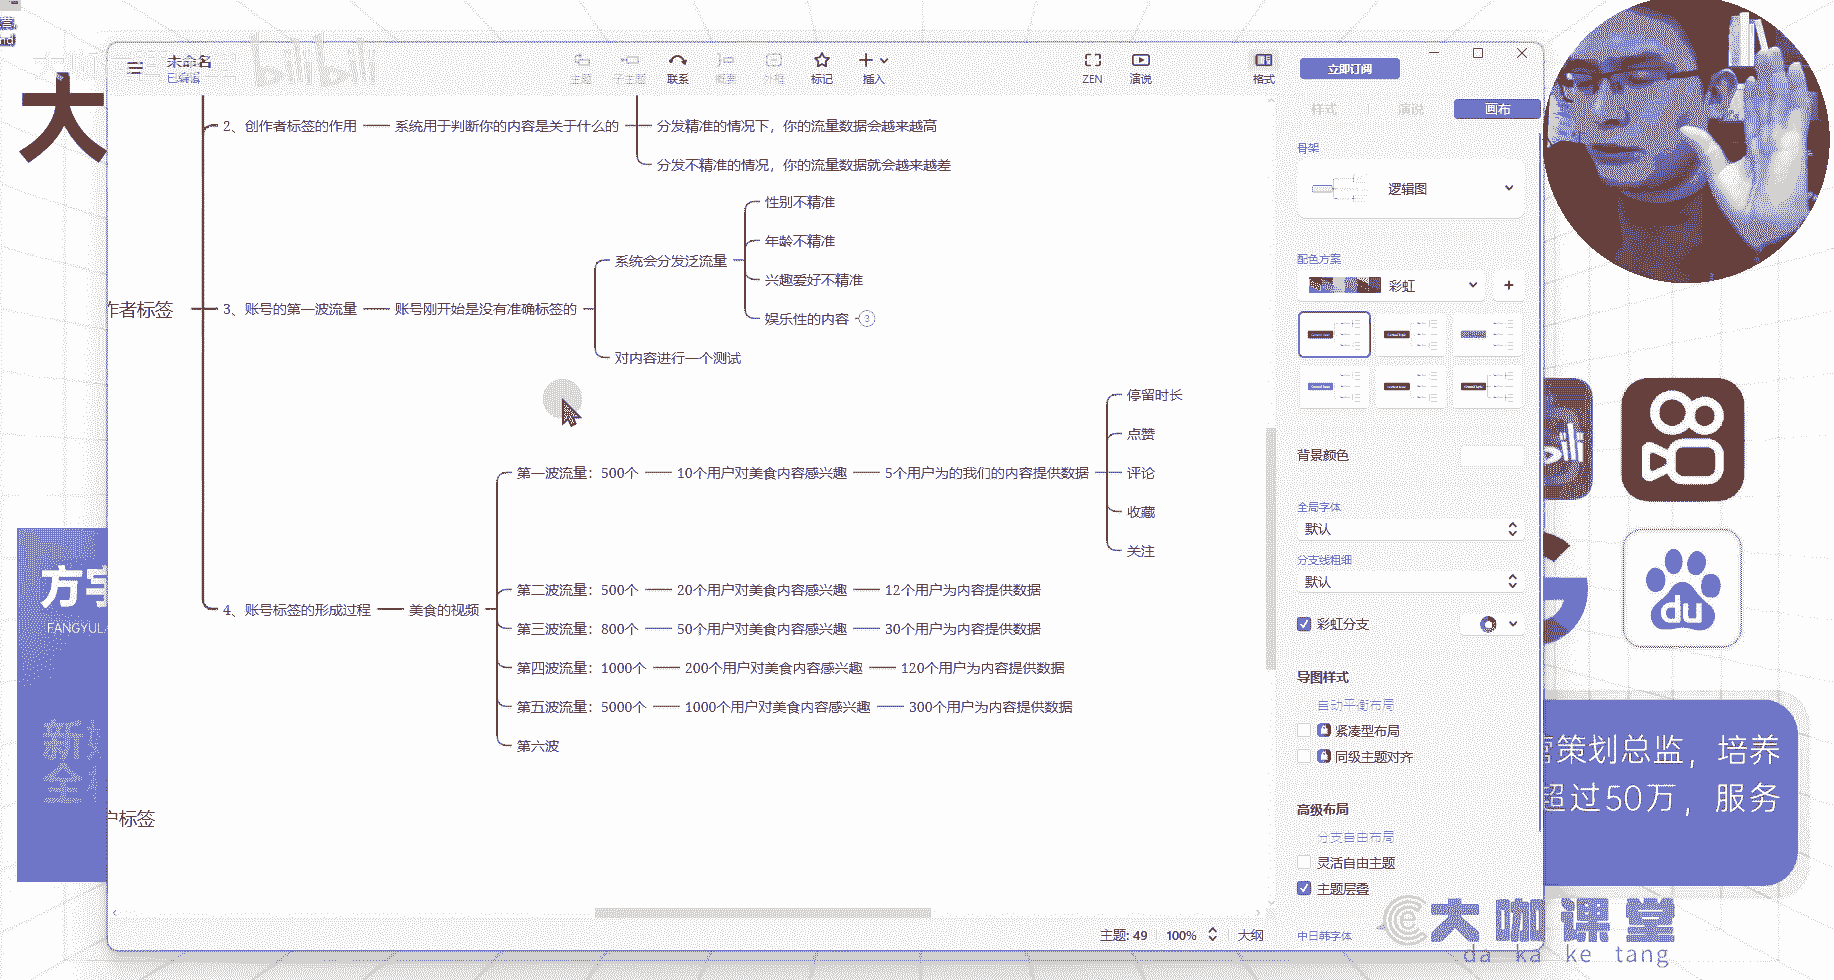 大
bilibili
未命名
已编辑
主题
子主题
联系
概要
外框
标记
插入
ZEN
演说
格式
立即订阅
样式
演说
画布
2、创作者标签的作用
系统用于判断你的内容是关于什么的
分发精准的情况下，你的流量数据会越来越高
分发不精准的情况，你的流量数据就会越来越差
作者标签
3、账号的第一波流量
账号刚开始是没有准确标签的
系统会分发泛流量
性别不精准
年龄不精准
兴趣爱好不精准
娱乐性的内容
3
对内容进行一个测试
4、账号标签的形成过程
美食的视频
第一波流量：500个
10个用户对美食内容感兴趣
5个用户为的我们的内容提供数据
停留时长
点赞
评论
收藏
关注
第二波流量：500个
20个用户对美食内容感兴趣
12个用户为内容提供数据
第三波流量：800个
50个用户对美食内容感兴趣
30个用户为内容提供数据
第四波流量：1000个
200个用户对美食内容感兴趣
120个用户为内容提供数据
第五波流量：5000个
1000个用户对美食内容感兴趣
300个用户为内容提供数据
第六波
户标签
骨架
逻辑图
配色方案
彩虹
背景颜色
全局字体
默认
分支线粗细
默认
彩虹分支
导图样式
自动平衡布局
紧凑型布局
同级主题对齐
高级布局
分支自由布局
灵活自由主题
主题层叠
中日韩字体
主题: 49
100%
大纲
方宇
FANGYUL
新
全
du
营策划总监，培养
超过50万，服务
大咖课堂
da ka ke tang